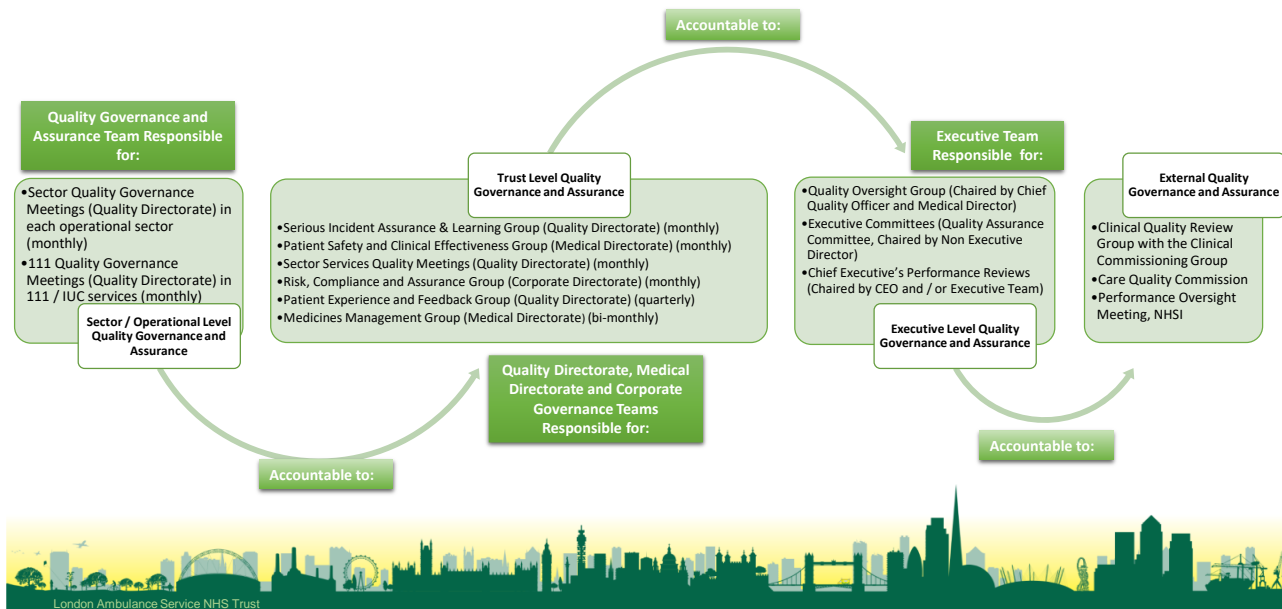 Accountable to:
Quality Governance and
Assurance Team Responsible
for:
•Sector Quality Governance
Meetings (Quality Directorate) in
each operational sector
(monthly)
•111 Quality Governance
Meetings (Quality Directorate) in
111 / IUC services (monthly)
Sector / Operational Level
Quality Governance and
Assurance
Accountable to:
Trust Level Quality
Governance and Assurance
•Serious Incident Assurance & Learning Group (Quality Directorate) (monthly)
•Patient Safety and Clinical Effectiveness Group (Medical Directorate) (monthly)
•Sector Services Quality Meetings (Quality Directorate) (monthly)
•Risk, Compliance and Assurance Group (Corporate Directorate) (monthly)
•Patient Experience and Feedback Group (Quality Directorate) (quarterly)
•Medicines Management Group (Medical Directorate) (bi-monthly)
Quality Directorate, Medical
Directorate and Corporate
Governance Teams
Responsible for:
Executive Team
Responsible for:
•Quality Oversight Group (Chaired by Chief
Quality Officer and Medical Director)
•Executive Committees (Quality Assurance
Committee, Chaired by Non Executive
Director)
•Chief Executive's Performance Reviews
(Chaired by CEO and / or Executive Team)
Executive Level Quality
Governance and Assurance
Accountable to:
External Quality
Governance and Assurance
•Clinical Quality Review
Group with the Clinical
Commissioning Group
•Care Quality Commission
•Performance Oversight
Meeting, NHSI
London Ambulance Service NHS Trust